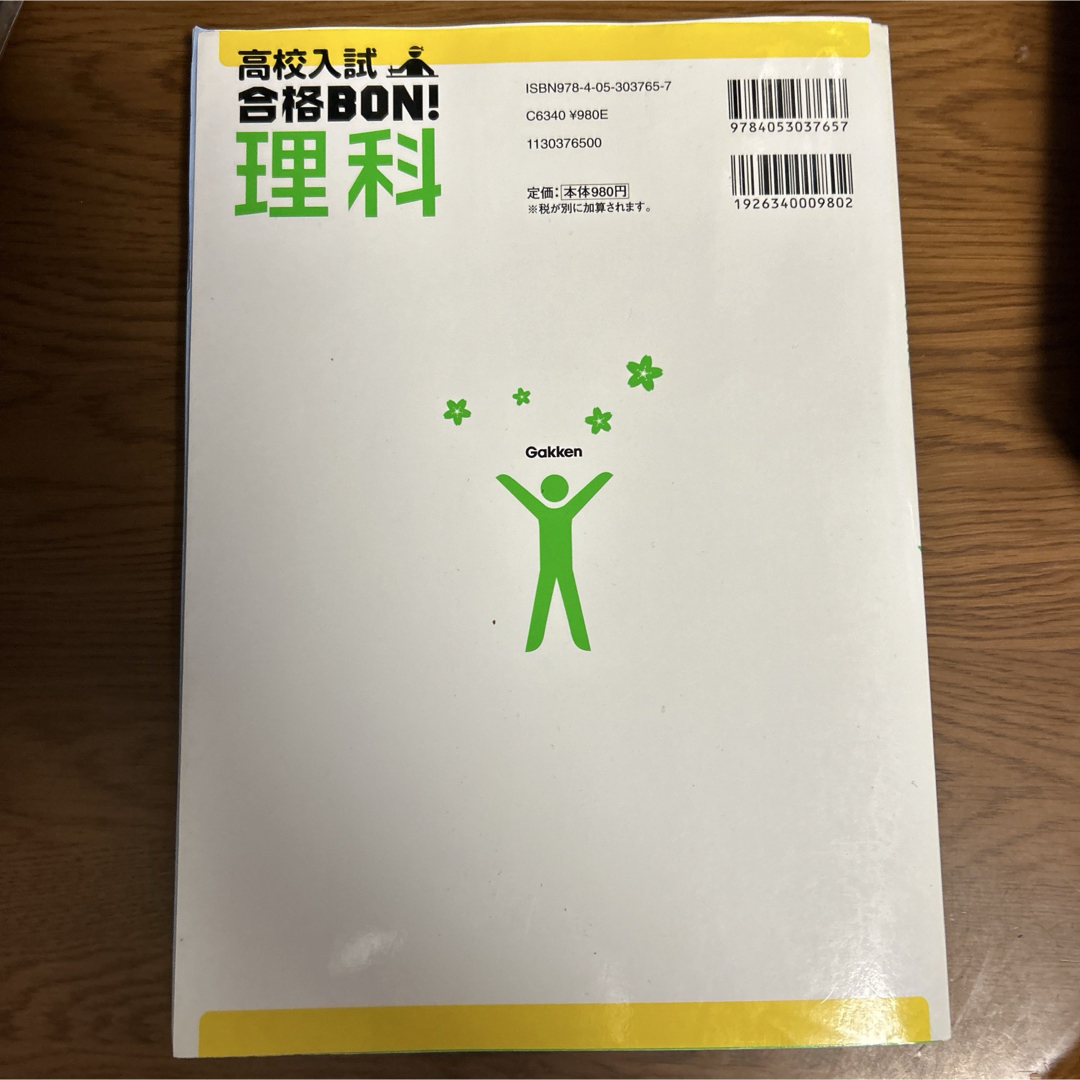 高校入試
合格BON!
理科
ISBN978-4-05-303765-7
C6340 ¥980E
1130376500
定価：本体980円
※税が別に加算されます。
9784053037657
1926340009802
Gakken